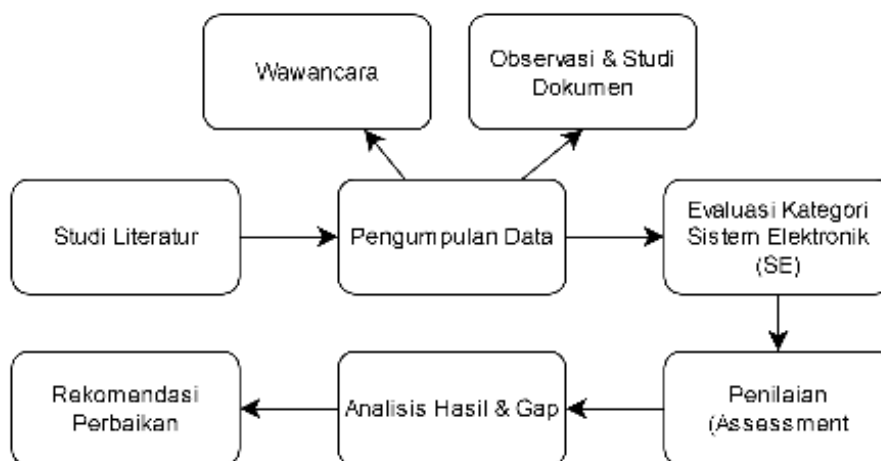 Wawancara
Observasi & Studi
Dokumen
Studi Literatur
Pengumpulan Data
Evaluasi Kategori
Sistem Elektronik
(SE)
Rekomendasi
Perbaikan
Analisis Hasil & Gap
Penilaian
(Assessment